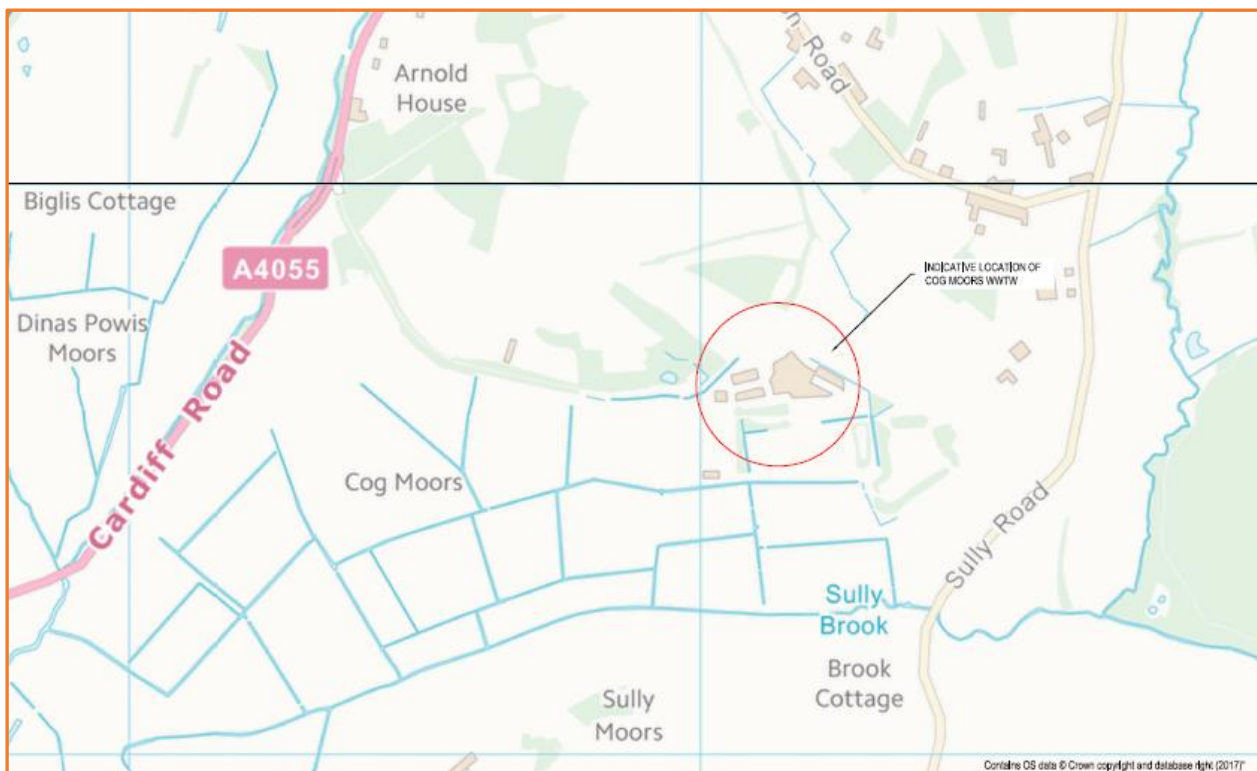 Arnold
House
on Road
Biglis Cottage
A4055
INDICATIVE LOCATION OF
COG MOORS WWTW
Dinas Powis
Moors
Cardiff Road
Cog Moors
Sully Road
Sully
Brook
Brook
Cottage
Sully
Moors
Contains OS data © Crown copyright and database right (2017)"